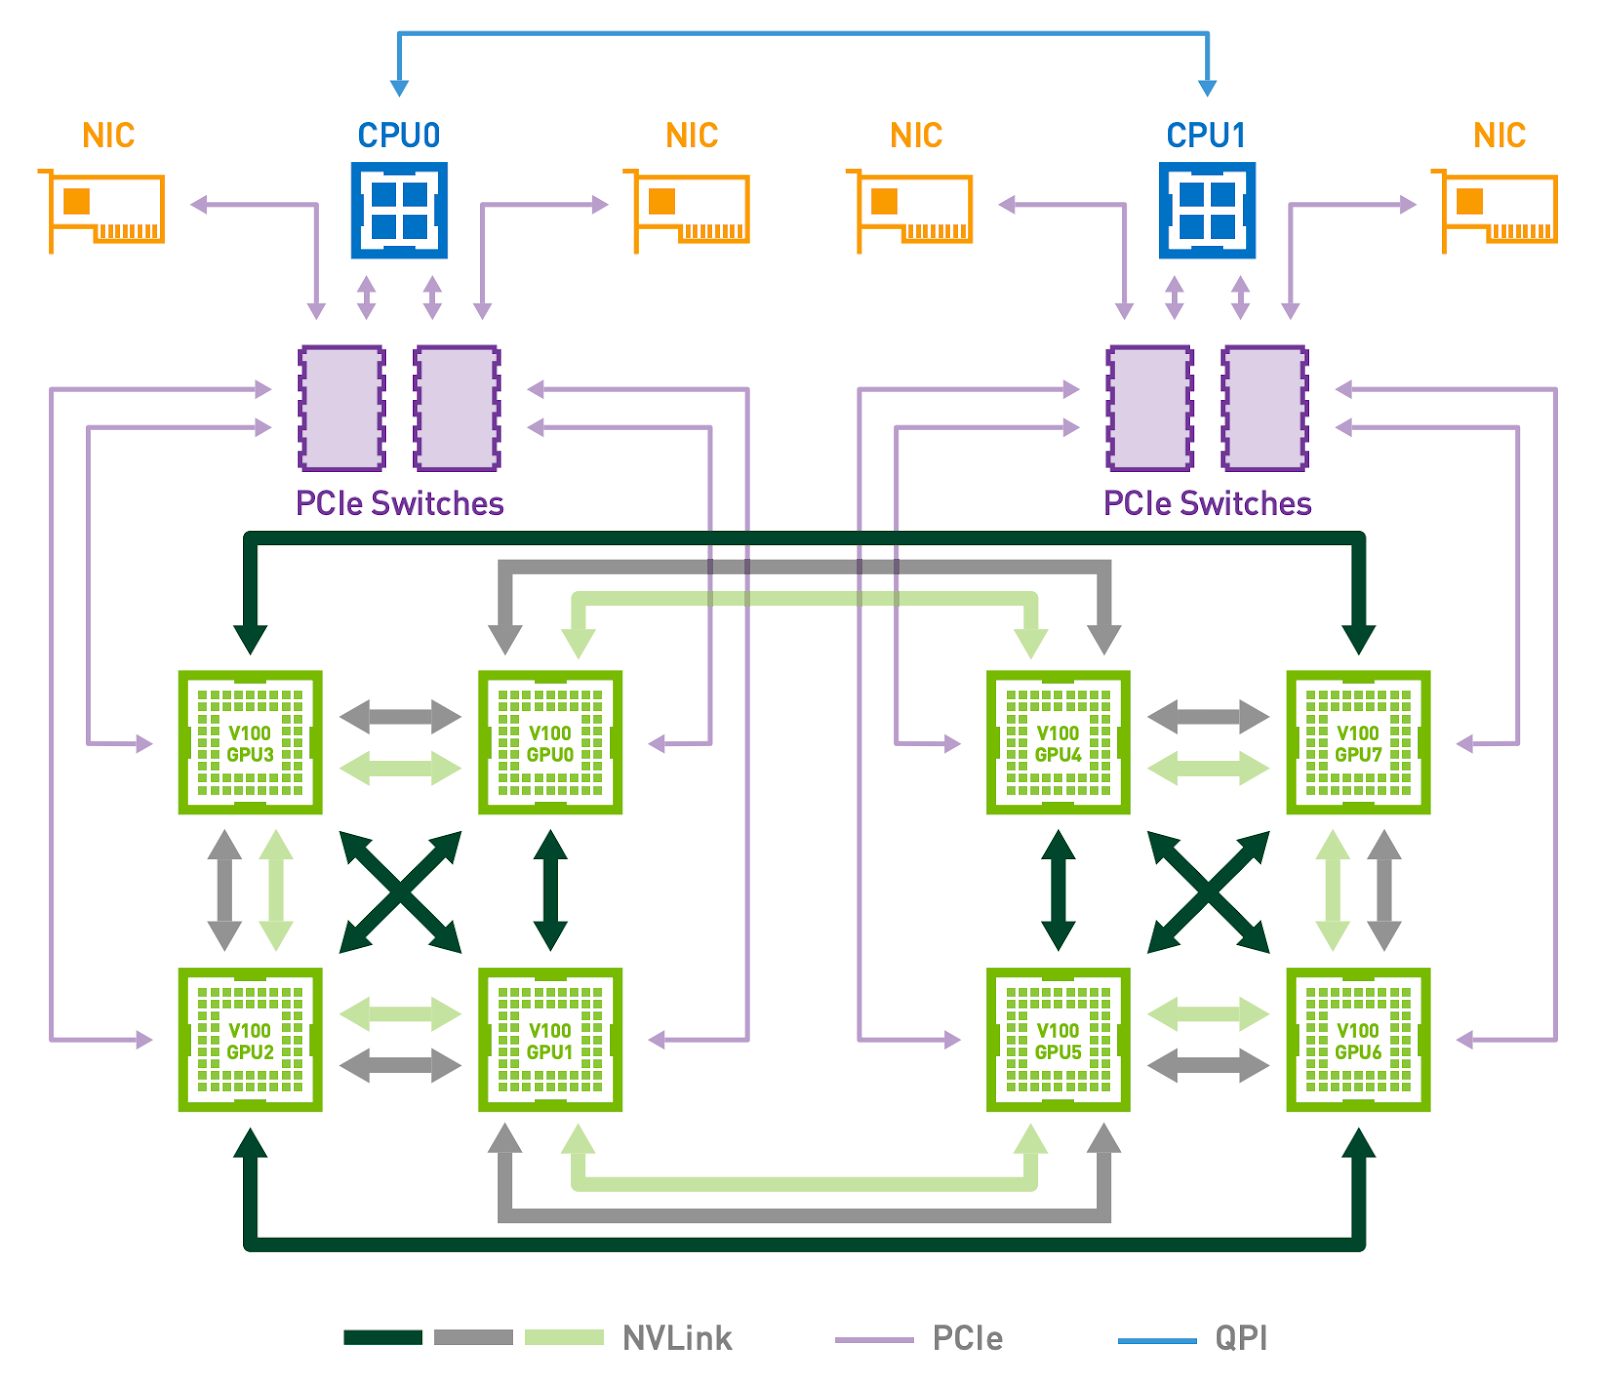 NIC
CPU0
NIC
NIC
CPU1
NIC
PCIe Switches
PCIe Switches
V100
GPU3
V100
GPU0
V100
GPU4
V100
GPU7
V100
GPU2
V100
GPU1
V100
GPU5
V100
GPU6
NVLink
PCIe
QPI